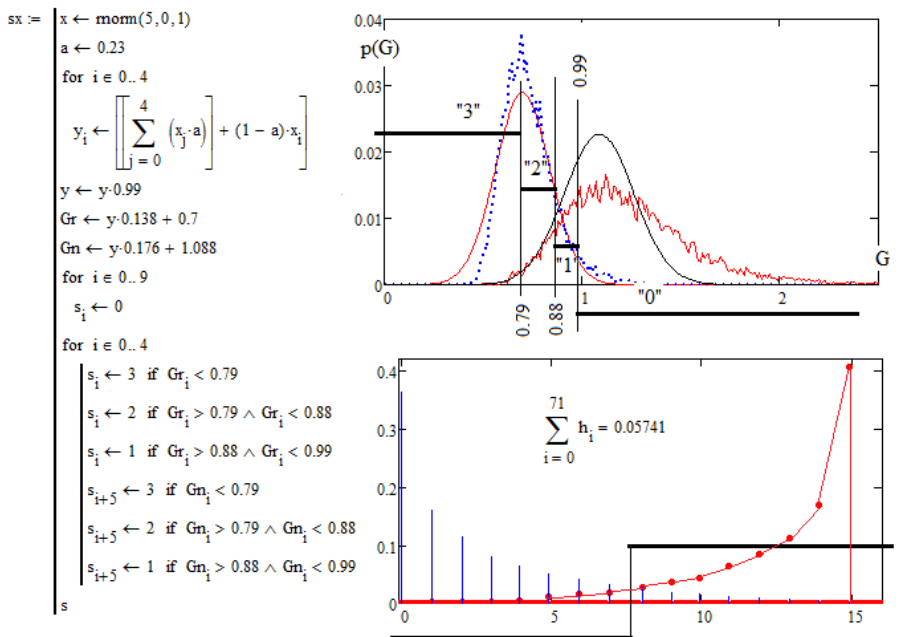 sx := x ← rnorm(5, 0, 1)
a ← 0.23
for i ∈ 0.. 4
y_i ← [[∑_{j = 0}^{4} (x_j·a)] + (1 − a)·x_i]
y ← y·0.99
Gr ← y·0.138 + 0.7
Gn ← y·0.176 + 1.088
for i ∈ 0.. 9
s_i ← 0
for i ∈ 0.. 4
s_i ← 3 if Gr_i < 0.79
s_i ← 2 if Gr_i > 0.79 ∧ Gr_i < 0.88
s_i ← 1 if Gr_i > 0.88 ∧ Gr_i < 0.99
s_{i+5} ← 3 if Gn_i < 0.79
s_{i+5} ← 2 if Gn_i > 0.79 ∧ Gn_i < 0.88
s_{i+5} ← 1 if Gn_i > 0.88 ∧ Gn_i < 0.99
s
0.04
p(G)
0.03
0.02
0.01
0
0.99
"3"
"2"
"1"
"0"
G
0 1 2
0.79
0.88
0.4
0.3
0.2
0.1
0
∑_{i = 0}^{71} h_i = 0.05741
0 5 10 15